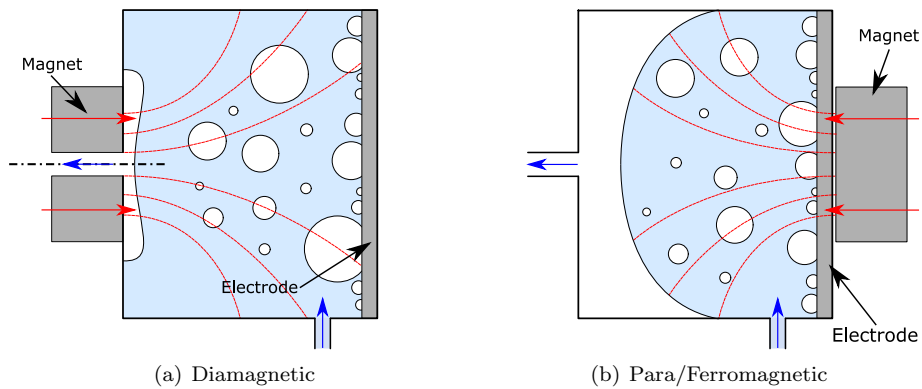 Magnet
Electrode
(a) Diamagnetic
Magnet
Electrode
(b) Para/Ferromagnetic